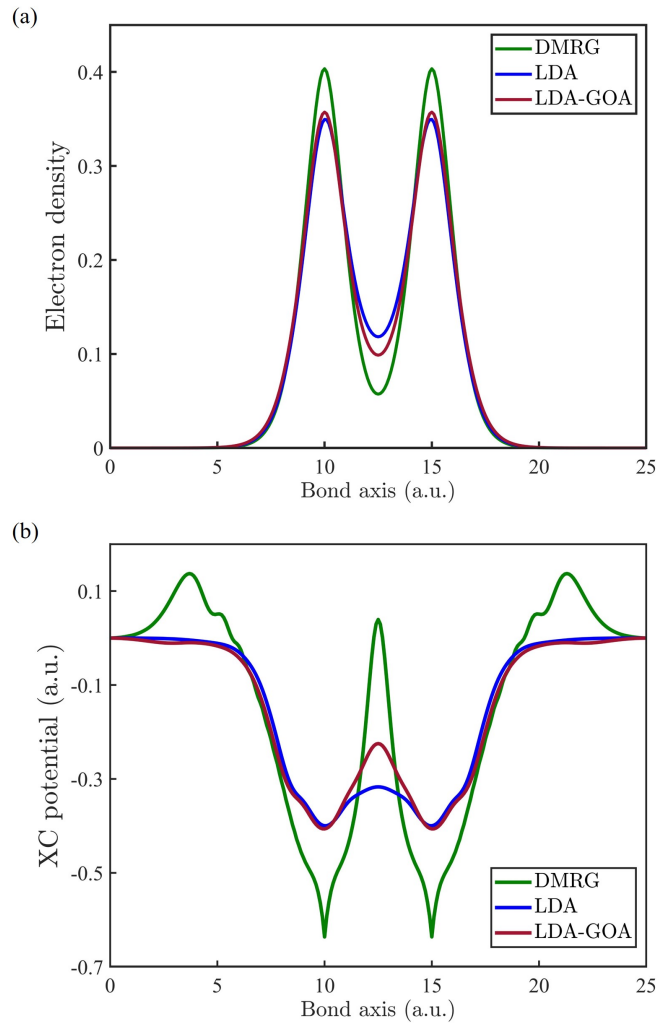 (a)
DMRG
LDA
LDA-GOA
Electron density
0.4
0.3
0.2
0.1
0
0 5 10 15 20 25
Bond axis (a.u.)
(b)
XC potential (a.u.)
0.1
-0.1
-0.3
-0.5
-0.7
DMRG
LDA
LDA-GOA
0 5 10 15 20 25
Bond axis (a.u.)